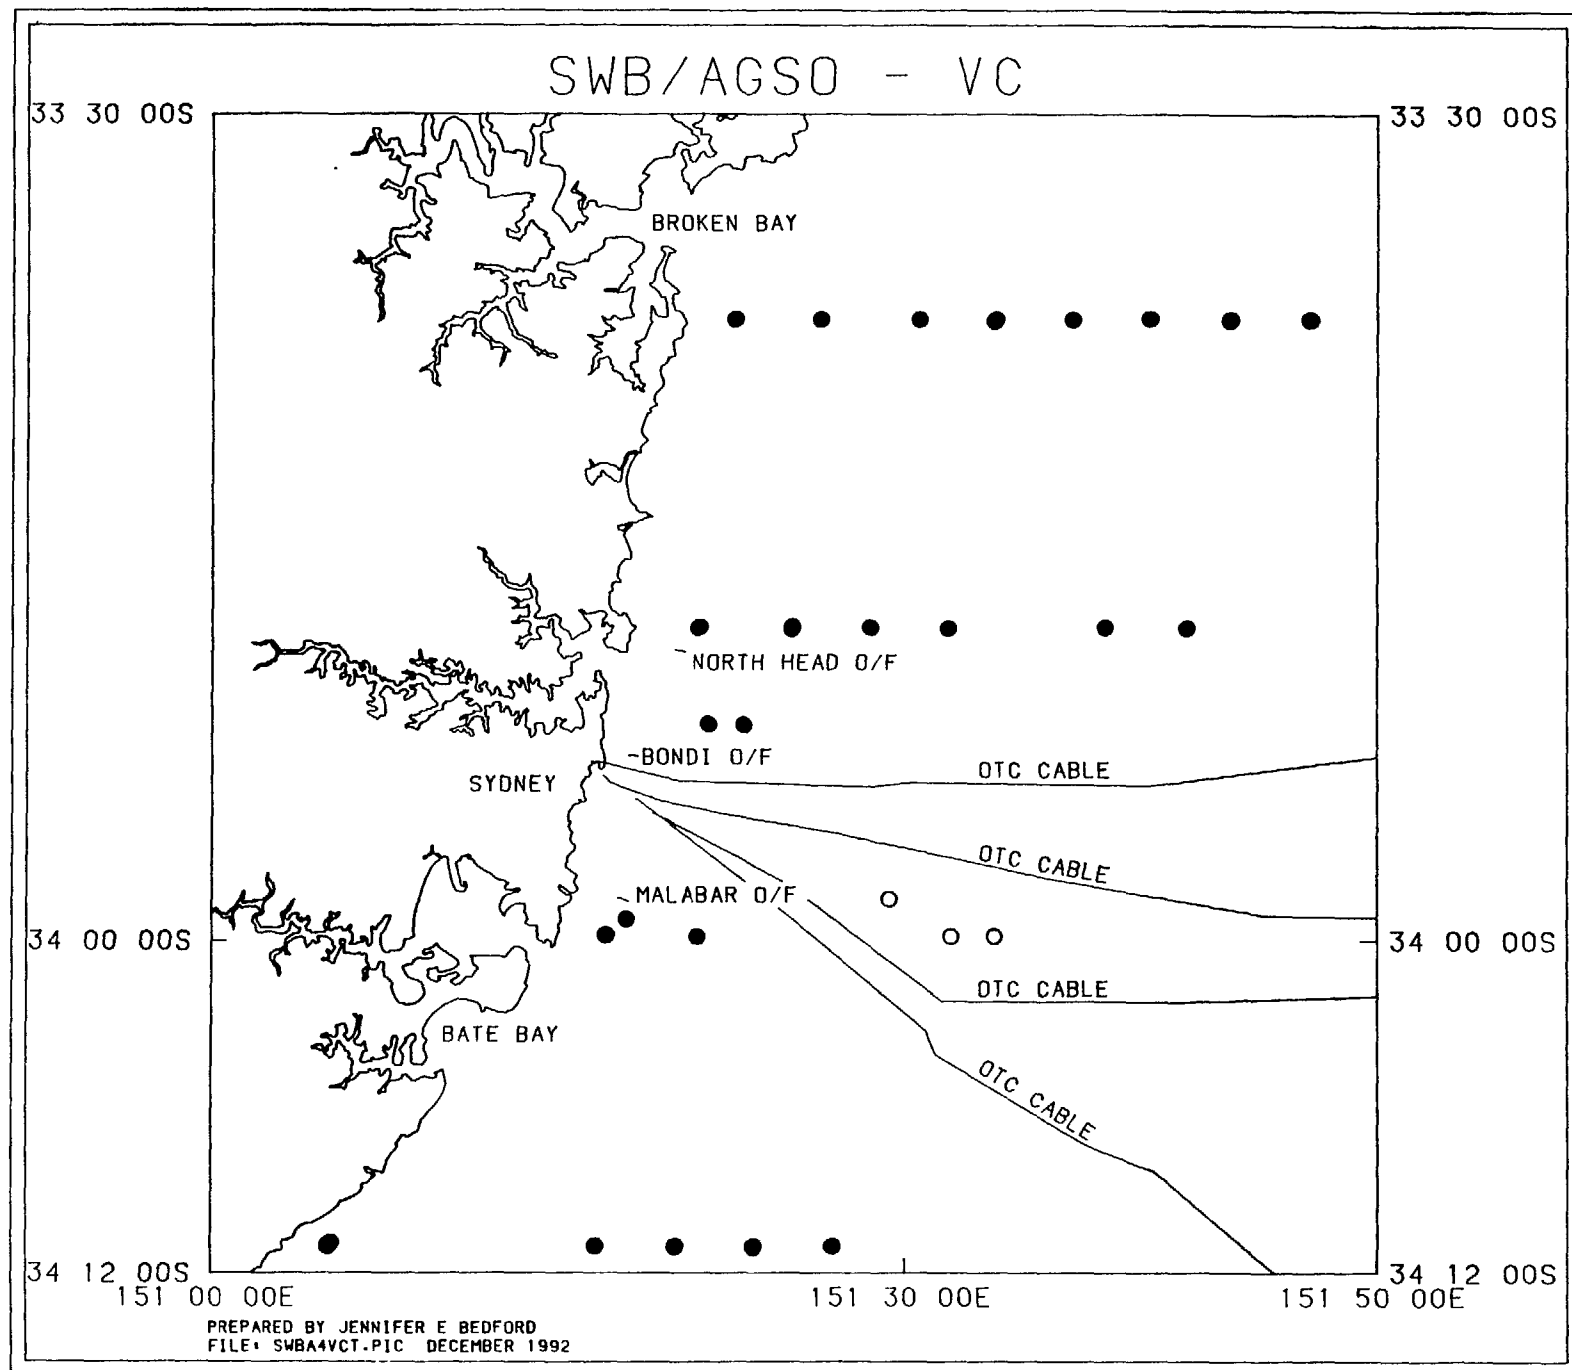 SWB/AGSO - VC
33 30 00S
33 30 00S
BROKEN BAY
NORTH HEAD O/F
BONDI O/F
SYDNEY
OTC CABLE
OTC CABLE
MALABAR O/F
34 00 00S
34 00 00S
OTC CABLE
BATE BAY
OTC CABLE
34 12 00S
34 12 00S
151 00 00E
151 30 00E
151 50 00E
PREPARED BY JENNIFER E BEDFORD
FILE: SWBA4VCT.PIC DECEMBER 1992